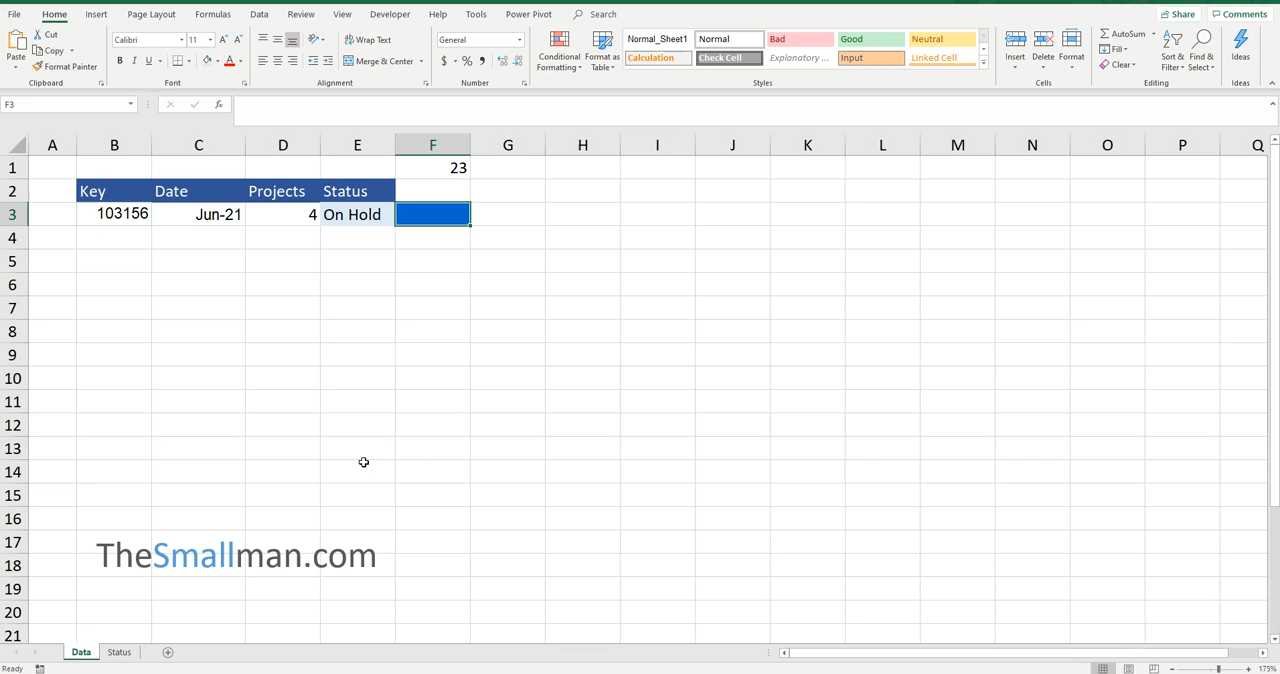 File Home Insert Page Layout Formulas Data Review View Developer Help Tools Power Pivot Search Share Comments
Paste Cut Copy Format Painter
Calibri 11 A A
B I U A
Wrap Text
Merge & Center
General
$ % ,
Conditional Formatting Format as Table
Normal_Sheet1 Normal Bad Good Neutral
Calculation Check Cell Explanatory ... Input Linked Cell
Insert Delete Format
AutoSum Fill Clear
Sort & Filter Find & Select
Ideas
Clipboard Font Alignment Number Styles Cells Editing Ideas
F3 fx
A B C D E F G H I J K L M N O P Q
1 23
2 Key Date Projects Status
3 103156 Jun-21 4 On Hold
4
5
6
7
8
9
10
11
12
13
14
15
16
17
TheSmallman.com
18
19
20
21
Data Status
Ready 175%